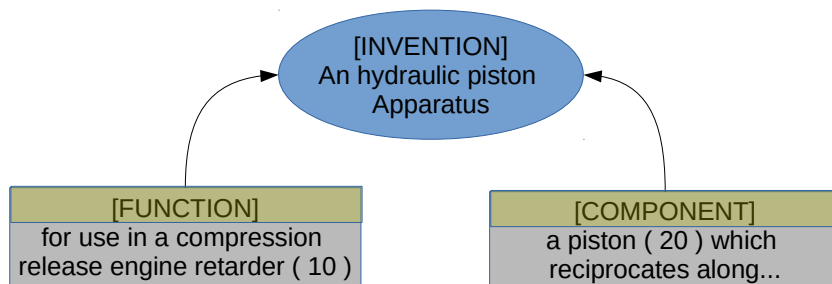 [INVENTION]
An hydraulic piston
Apparatus
[FUNCTION]
for use in a compression
release engine retarder ( 10 )
[COMPONENT]
a piston ( 20 ) which
reciprocates along...